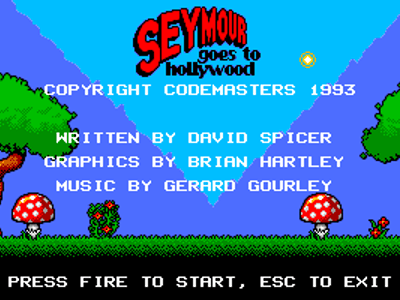 SEYMOUR
goes to
hollywood
COPYRIGHT CODEMASTERS 1993
WRITTEN BY DAVID SPICER
GRAPHICS BY BRIAN HARTLEY
MUSIC BY GERARD GOURLEY
PRESS FIRE TO START, ESC TO EXIT